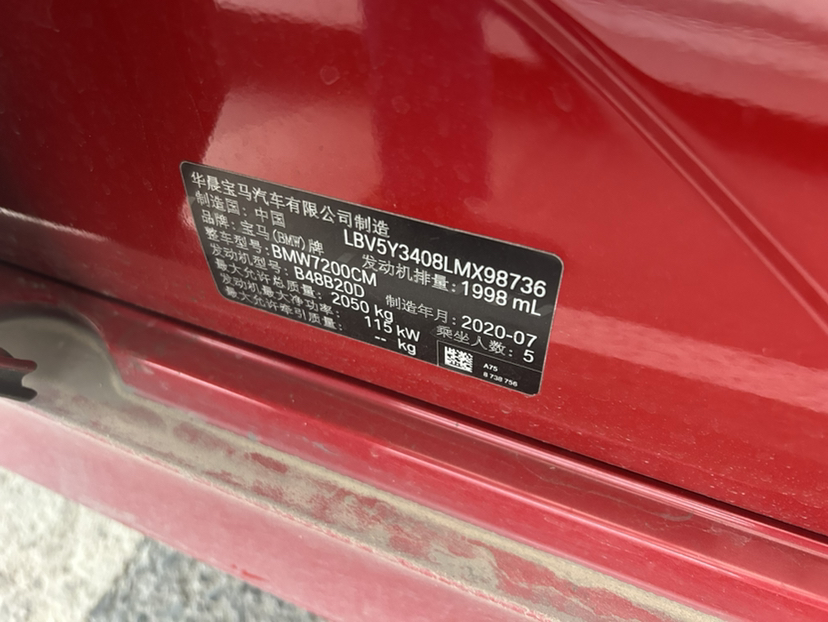 华晨宝马汽车有限公司制造
制造国：中国
LBV5Y3408LMX98736
品牌：宝马(BMW)牌
发动机排量：1998 mL
整车型号：BMW7200CM
发动机型号：B48B20D
制造年月：2020-07
最大允许总质量：2050 kg
乘坐人数：5
发动机最大净功率：115 kW
最大允许牵引质量：-- kg
A75
8 738 756